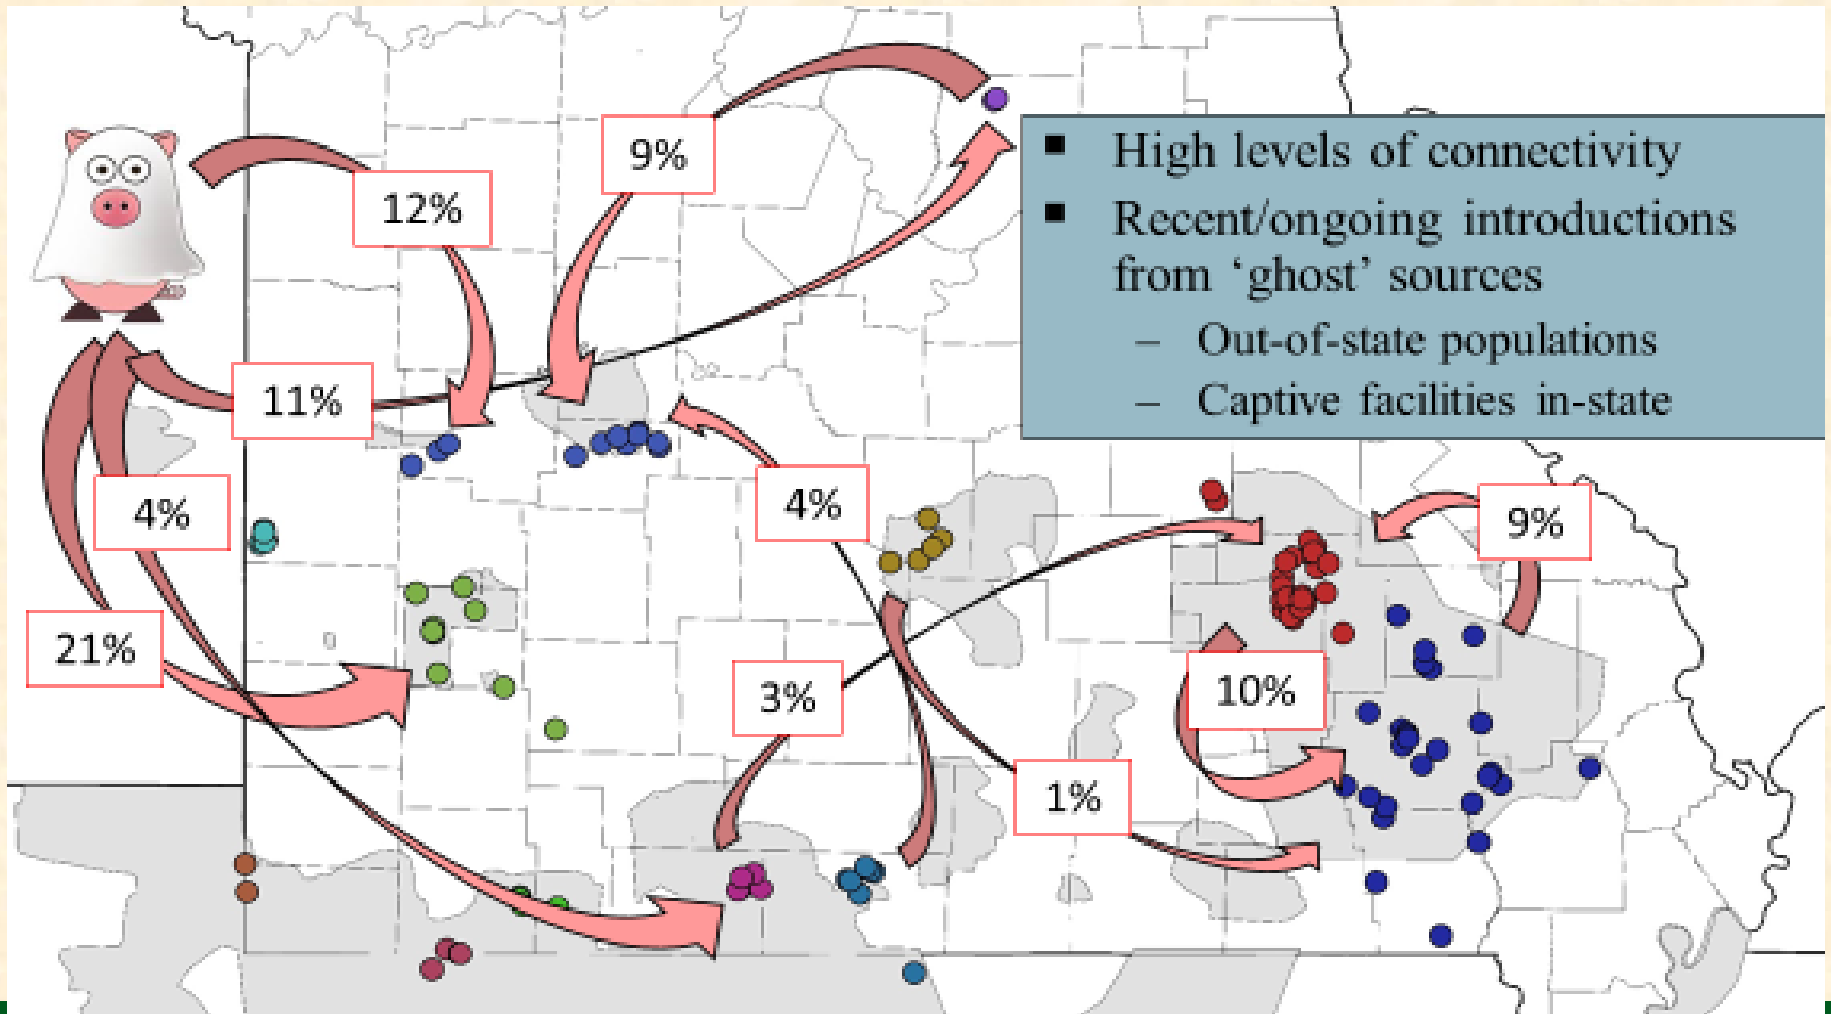 9%
12%
High levels of connectivity
Recent/ongoing introductions
from ‘ghost’ sources
– Out-of-state populations
– Captive facilities in-state
11%
4%
4%
9%
21%
3%
10%
1%